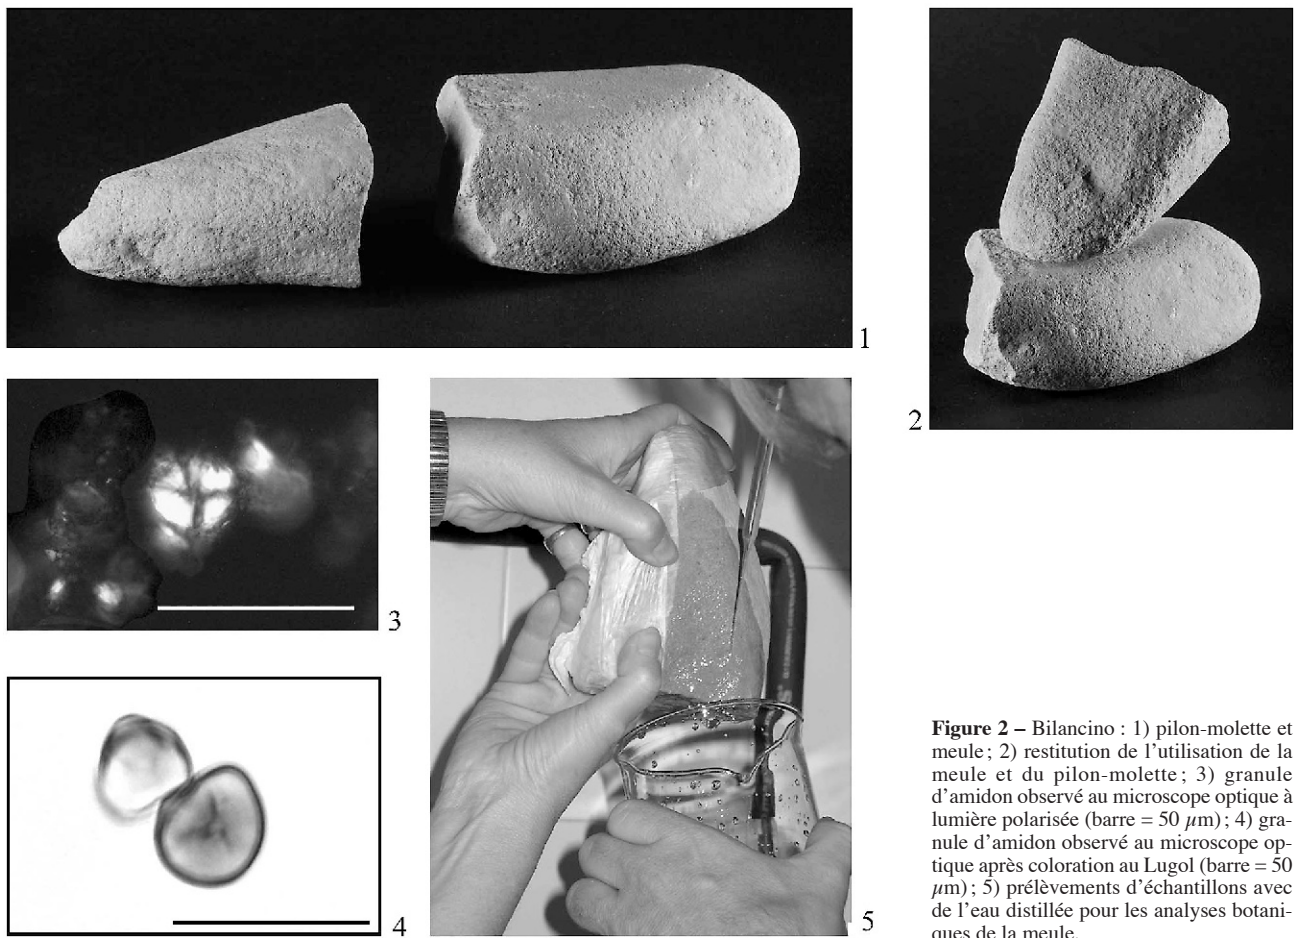 1
2
3
4
5
Figure 2 – Bilancino : 1) pilon-molette et
meule ; 2) restitution de l'utilisation de la
meule et du pilon-molette ; 3) granule
d'amidon observé au microscope optique à
lumière polarisée (barre = 50 µm) ; 4) gra-
nule d'amidon observé au microscope op-
tique après coloration au Lugol (barre = 50
µm) ; 5) prélèvements d'échantillons avec
de l'eau distillée pour les analyses botani-
ques de la meule.